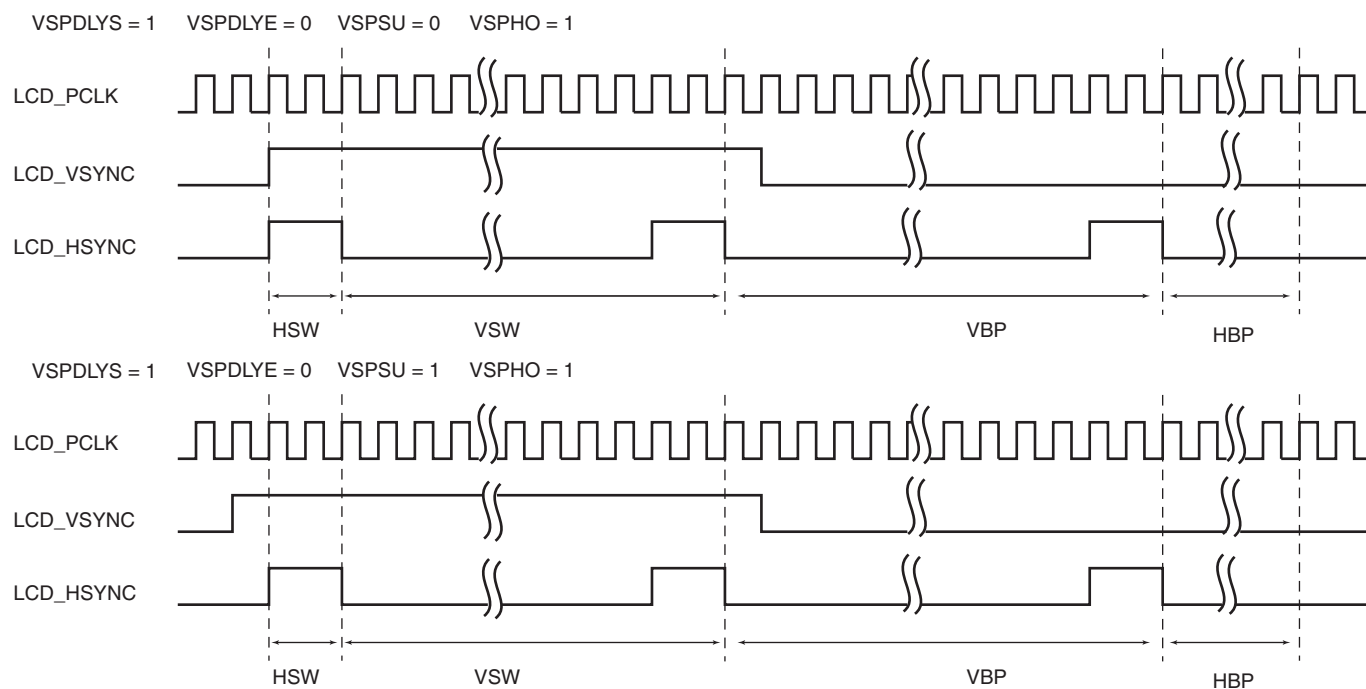 VSPDLYS = 1 VSPDLYE = 0 VSPSU = 0 VSPHO = 1
LCD_PCLK
LCD_VSYNC
LCD_HSYNC
HSW VSW VBP HBP
VSPDLYS = 1 VSPDLYE = 0 VSPSU = 1 VSPHO = 1
LCD_PCLK
LCD_VSYNC
LCD_HSYNC
HSW VSW VBP HBP